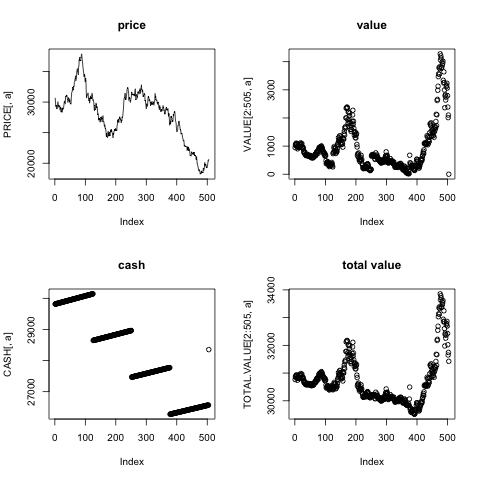 price
PRICE[, a]
20000 30000
0 100 200 300 400 500
Index
value
VALUE[2:505, a]
0 1000 3000
0 100 200 300 400 500
Index
cash
CASH[, a]
27000 29000
0 100 200 300 400 500
Index
total value
TOTAL.VALUE[2:505, a]
30000 32000 34000
0 100 200 300 400 500
Index